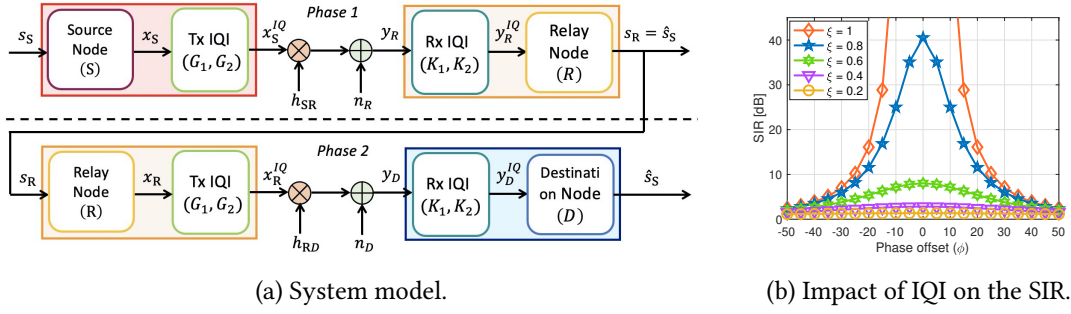 Phase 1
s_S
Source
Node
(S)
x_S
Tx IQI
(G_1, G_2)
x_S^{IQ}
h_SR
n_R
y_R
Rx IQI
(K_1, K_2)
y_R^{IQ}
Relay
Node
(R)
s_R = ŝ_S
Phase 2
s_R
Relay
Node
(R)
x_R
Tx IQI
(G_1, G_2)
x_R^{IQ}
h_RD
n_D
y_D
Rx IQI
(K_1, K_2)
y_D^{IQ}
Destinati
on Node
(D)
ŝ_S
(a) System model.
SIR [dB]
40
30
20
10
0
ξ = 1
ξ = 0.8
ξ = 0.6
ξ = 0.4
ξ = 0.2
-50 -40 -30 -20 -10 0 10 20 30 40 50
Phase offset (ϕ)
(b) Impact of IQI on the SIR.